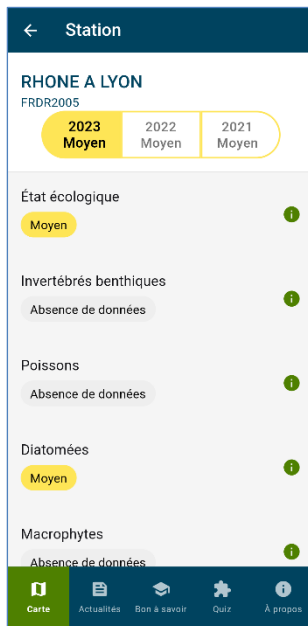 Station
RHONE A LYON
FRDR2005
2023 2022 2021
Moyen Moyen Moyen
État écologique
Moyen
Invertébrés benthiques
Absence de données
Poissons
Absence de données
Diatomées
Moyen
Macrophytes
Absence de données
Carte Actualités Bon à savoir Quiz À propos